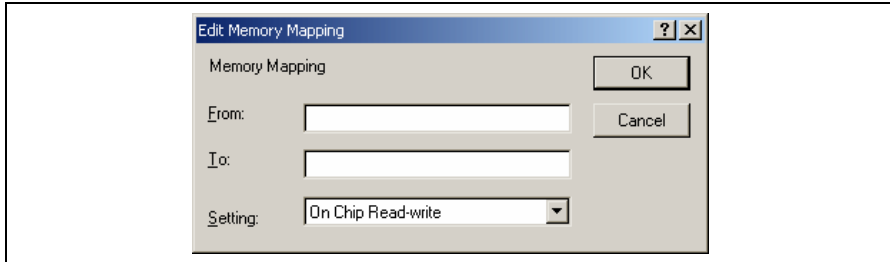 Edit Memory Mapping
Memory Mapping
OK
From:
Cancel
To:
Setting: On Chip Read-write